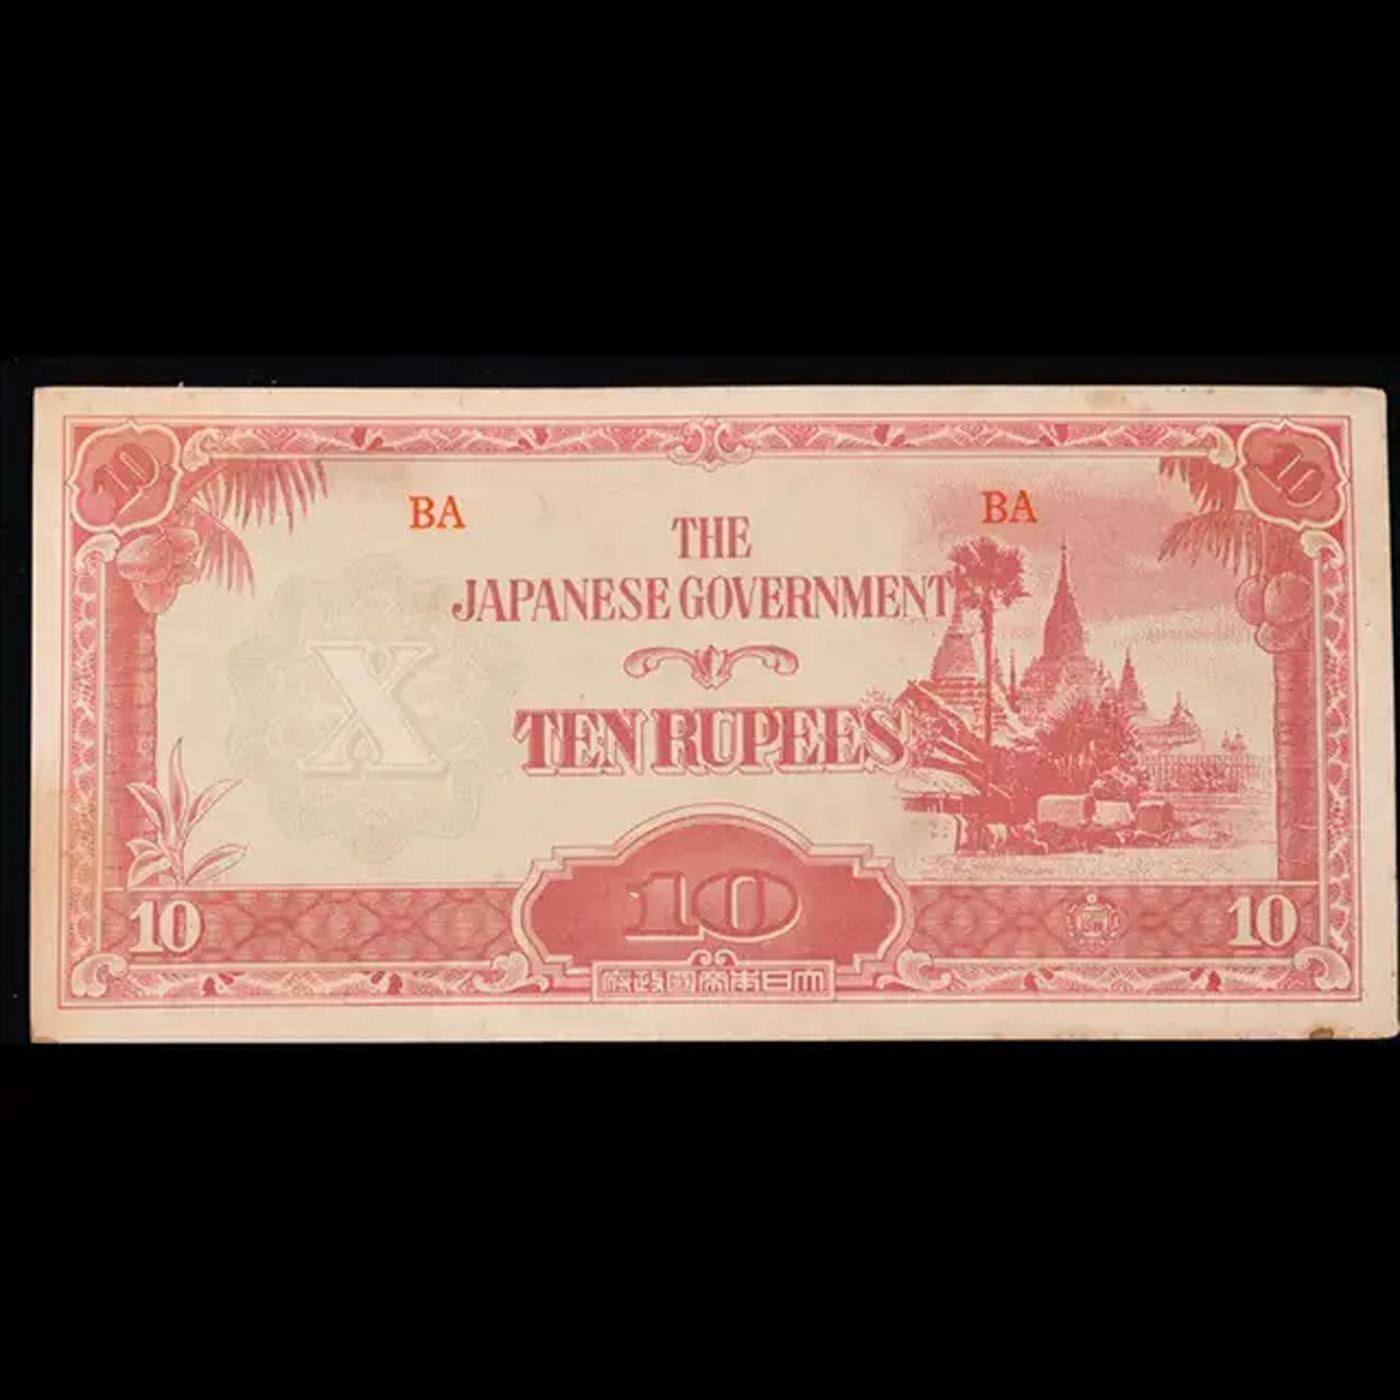 10
10
BA
BA
THE
JAPANESE GOVERNMENT
X
TEN RUPEES
10
10
10
府政國帝本日大